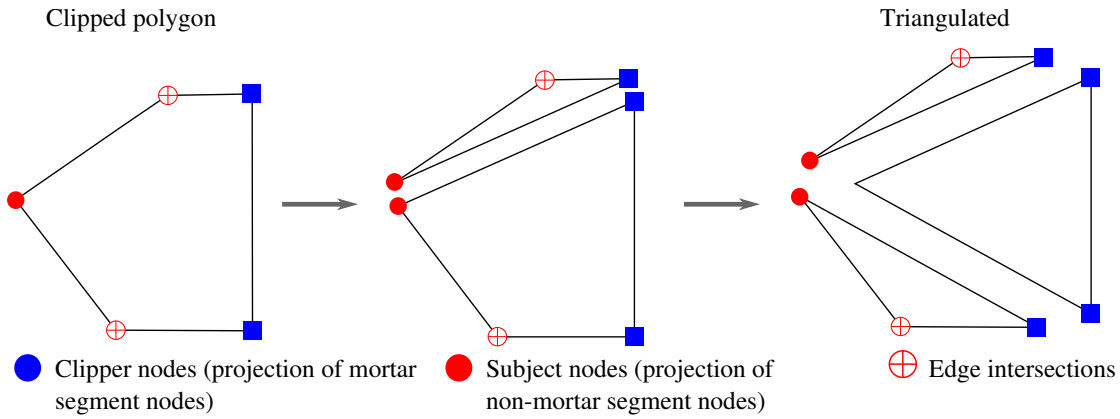 Clipped polygon
Triangulated
Clipper nodes (projection of mortar
segment nodes)
Subject nodes (projection of
non-mortar segment nodes)
Edge intersections